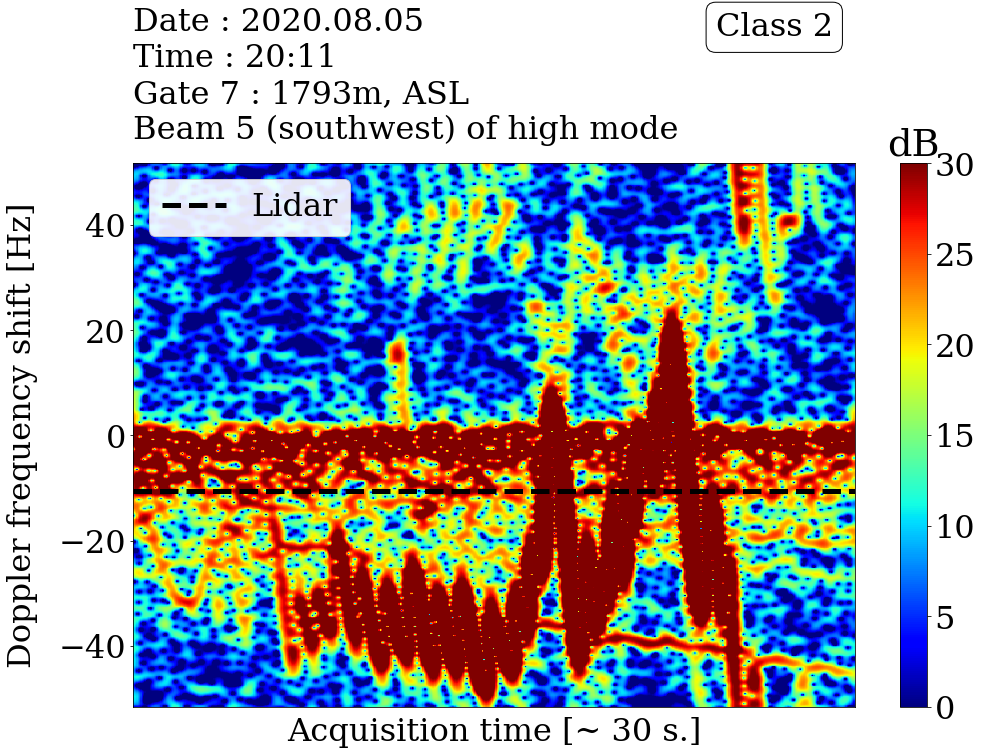 Date : 2020.08.05
Time : 20:11
Gate 7 : 1793m, ASL
Beam 5 (southwest) of high mode
Class 2
dB
Lidar
Doppler frequency shift [Hz]
40
20
0
−20
−40
30
25
20
15
10
5
0
Acquisition time [~ 30 s.]